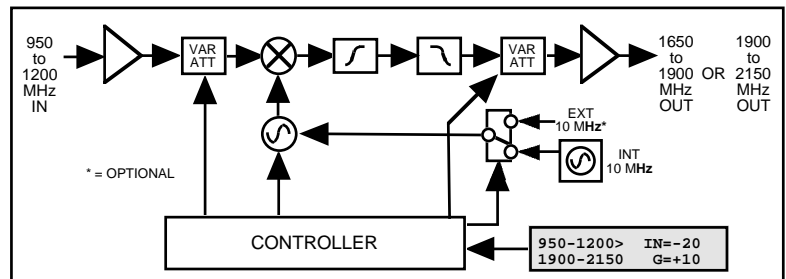 950
to
1200
MHz
IN
VAR
ATT
VAR
ATT
1650
to
1900
MHz
OUT
OR
1900
to
2150
MHz
OUT
EXT
10 MHz*
INT
10 MHz
* = OPTIONAL
CONTROLLER
950-1200> IN=-20
1900-2150 G=+10